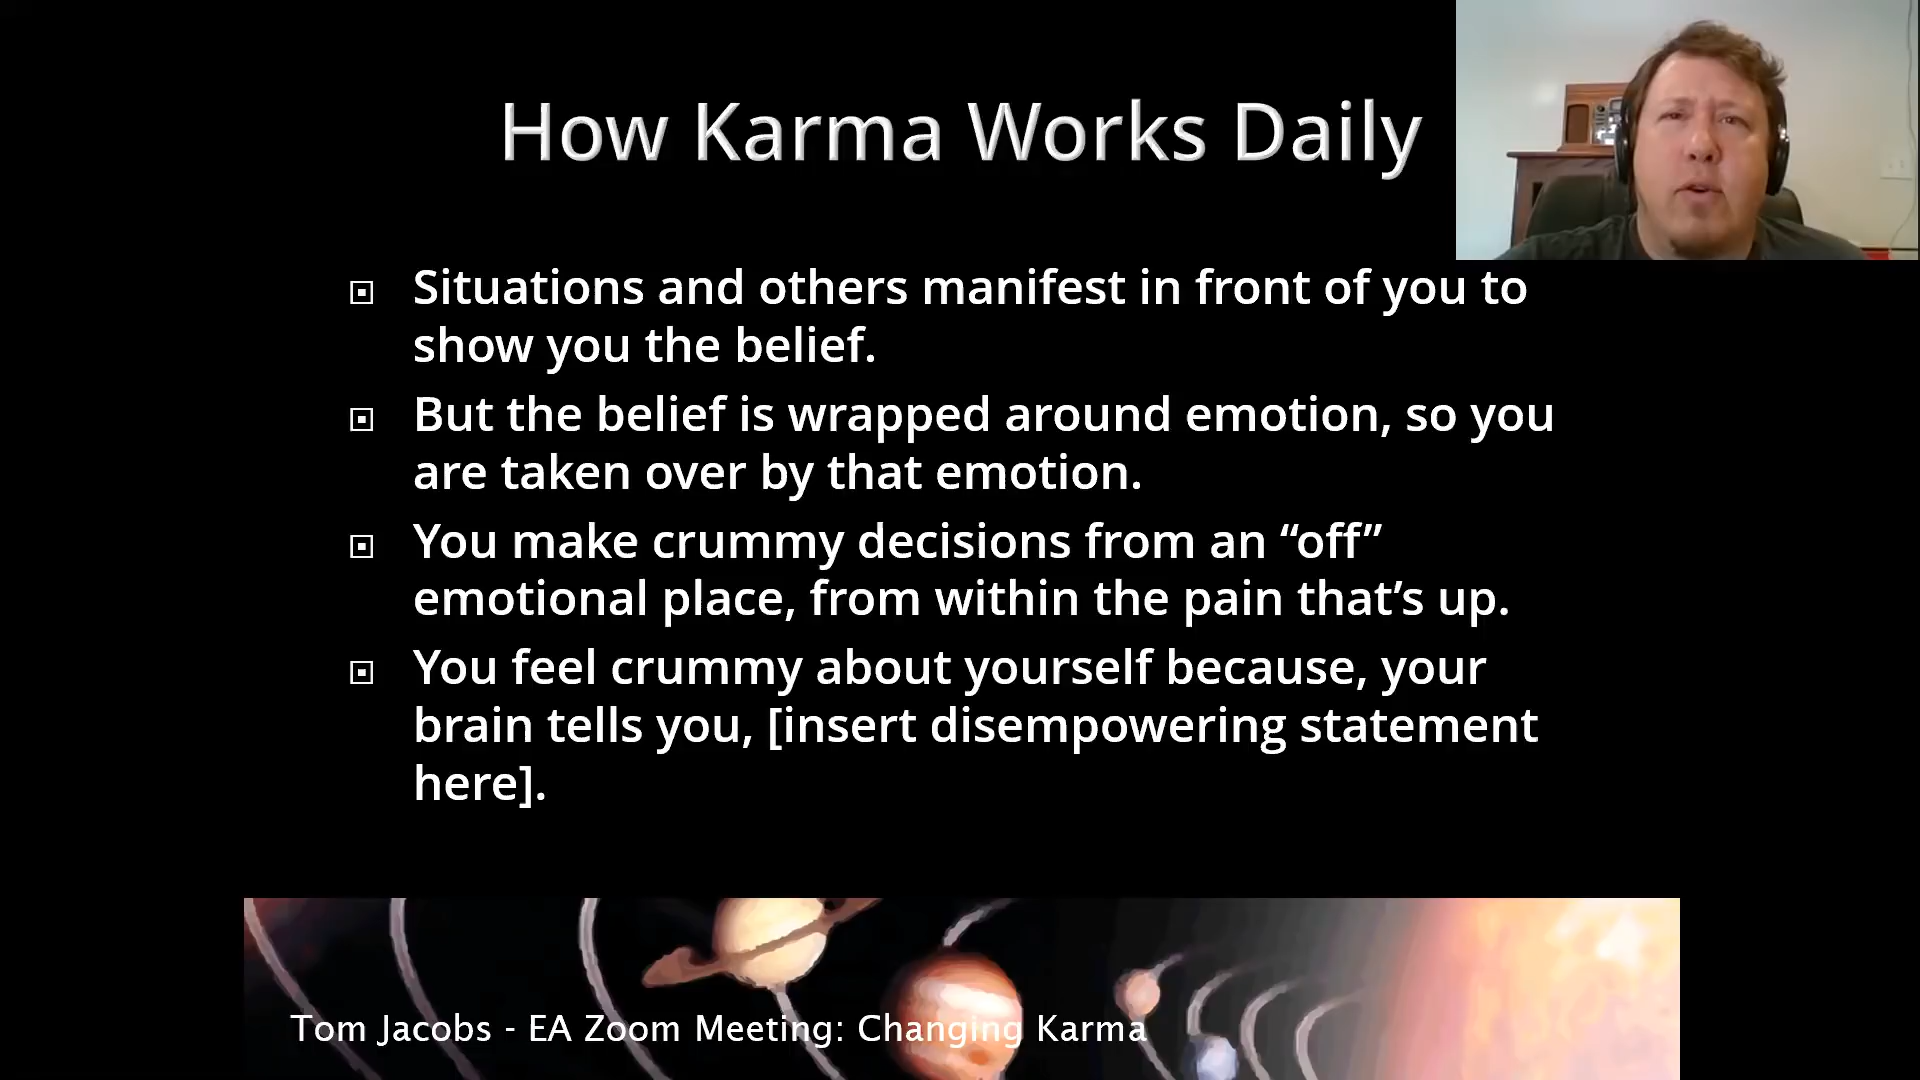 How Karma Works Daily
Situations and others manifest in front of you to
show you the belief.
But the belief is wrapped around emotion, so you
are taken over by that emotion.
You make crummy decisions from an “off”
emotional place, from within the pain that’s up.
You feel crummy about yourself because, your
brain tells you, [insert disempowering statement
here].
Tom Jacobs - EA Zoom Meeting: Changing Karma